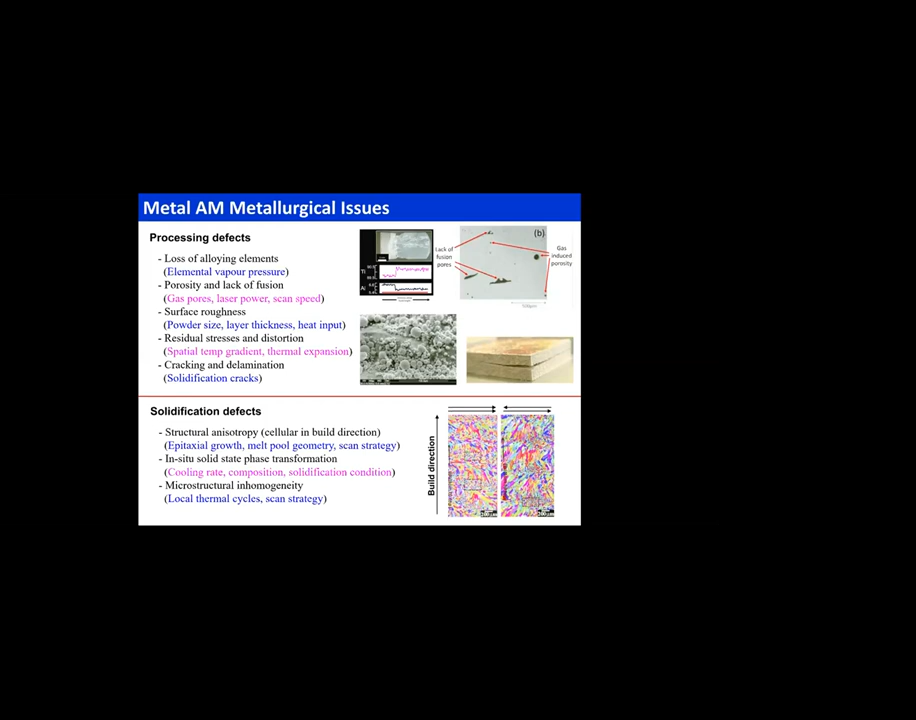 Metal AM Metallurgical Issues
Processing defects
- Loss of alloying elements
(Elemental vapour pressure)
- Porosity and lack of fusion
(Gas pores, laser power, scan speed)
- Surface roughness
(Powder size, layer thickness, heat input)
- Residual stresses and distortion
(Spatial temp gradient, thermal expansion)
- Cracking and delamination
(Solidification cracks)
Ti
Al
Lack of
fusion
pores
(b)
Gas
induced
porosity
Solidification defects
- Structural anisotropy (cellular in build direction)
(Epitaxial growth, melt pool geometry, scan strategy)
- In-situ solid state phase transformation
(Cooling rate, composition, solidification condition)
- Microstructural inhomogeneity
(Local thermal cycles, scan strategy)
Build direction